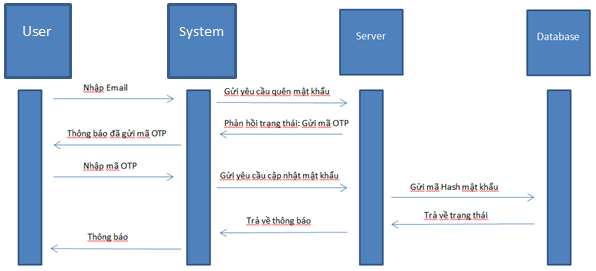 User
System
Server
Database
Nhập Email
Gửi yêu cầu quên mật khẩu
Phản hồi trạng thái: Gửi mã OTP
Thông báo đã gửi mã OTP
Nhập mã OTP
Gửi yêu cầu cập nhật mật khẩu
Gửi mã Hash mật khẩu
Trả về trạng thái
Trả về thông báo
Thông báo